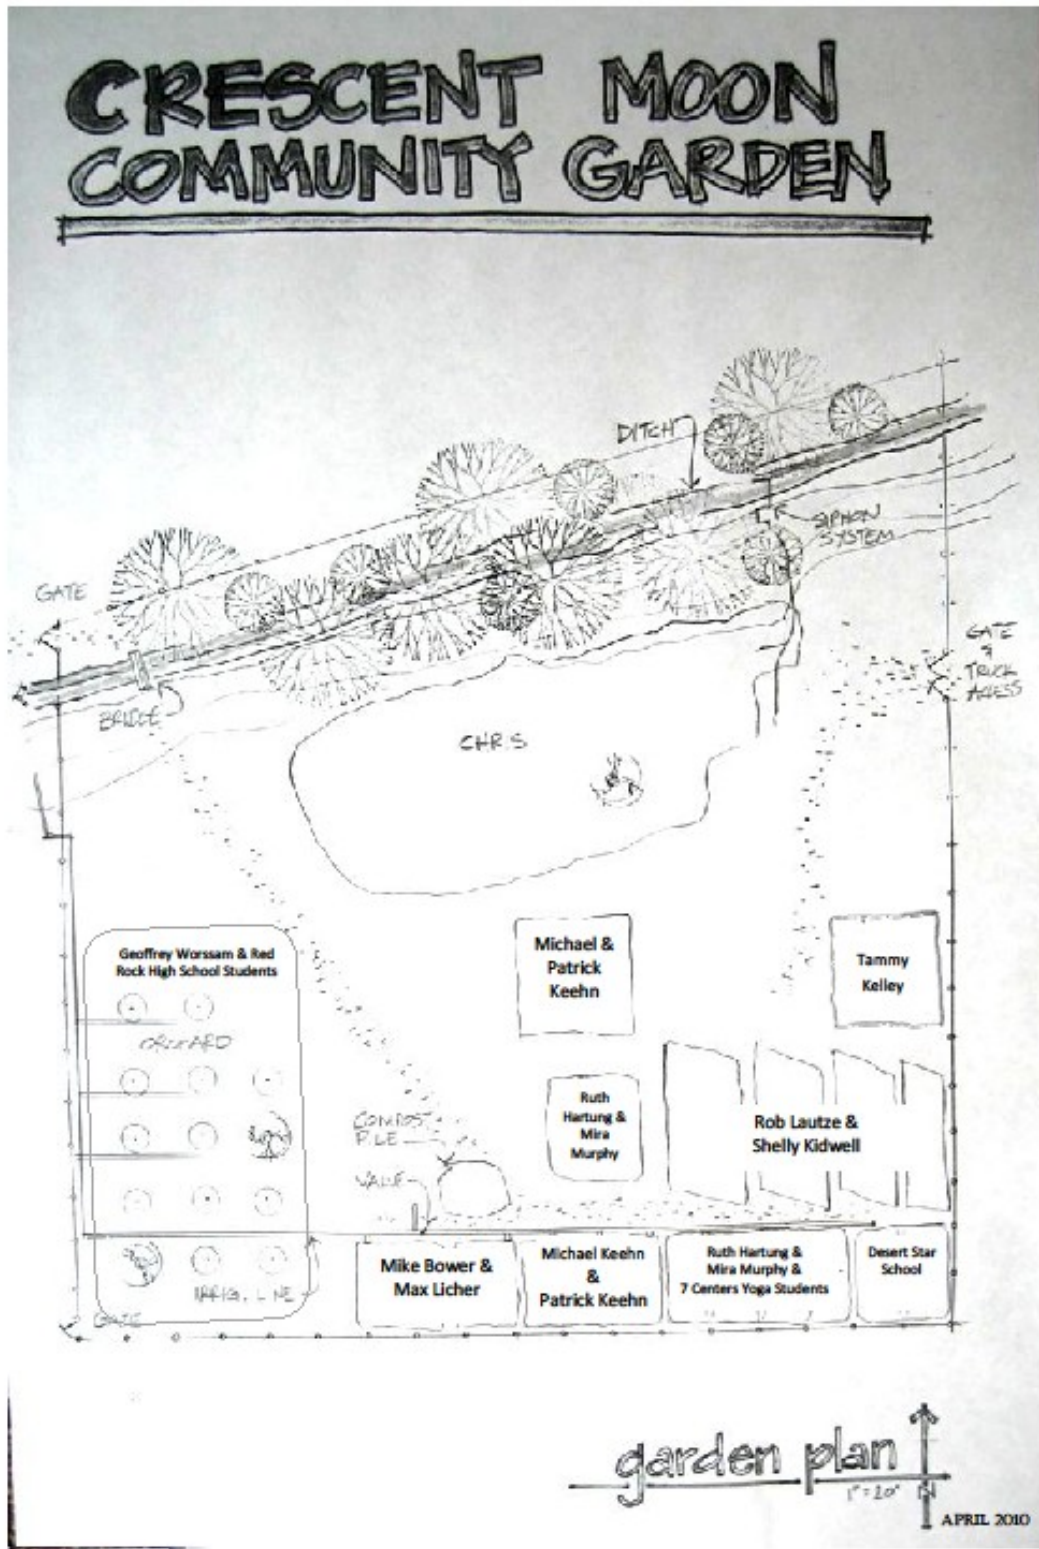 CRESCENT MOON
COMMUNITY GARDEN
DITCH
SIPHON
SYSTEM
GATE
GATE
&
TRUCK
ACCESS
BRIDGE
CHRIS
Geoffrey Worssam & Red
Rock High School Students
ORCHARD
Michael &
Patrick
Keehn
Tammy
Kelley
Ruth
Hartung &
Mira
Murphy
Rob Lautze &
Shelly Kidwell
COMPOST
PILE
VALVE
Mike Bower &
Max Licher
Michael Keehn
&
Patrick Keehn
Ruth Hartung &
Mira Murphy &
7 Centers Yoga Students
Desert Star
School
IRRIG. LINE
GATE
garden plan
1" = 20'
N
APRIL 2010